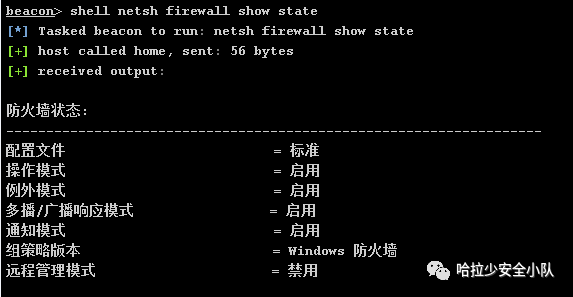 beacon> shell netsh firewall show state
[*] Tasked beacon to run: netsh firewall show state
[+] host called home, sent: 56 bytes
[+] received output:
防火墙状态:
-------------------------------------------------------------------
配置文件 = 标准
操作模式 = 启用
例外模式 = 启用
多播/广播响应模式 = 启用
通知模式 = 启用
组策略版本 = Windows 防火墙
远程管理模式 = 禁用
哈拉少安全小队